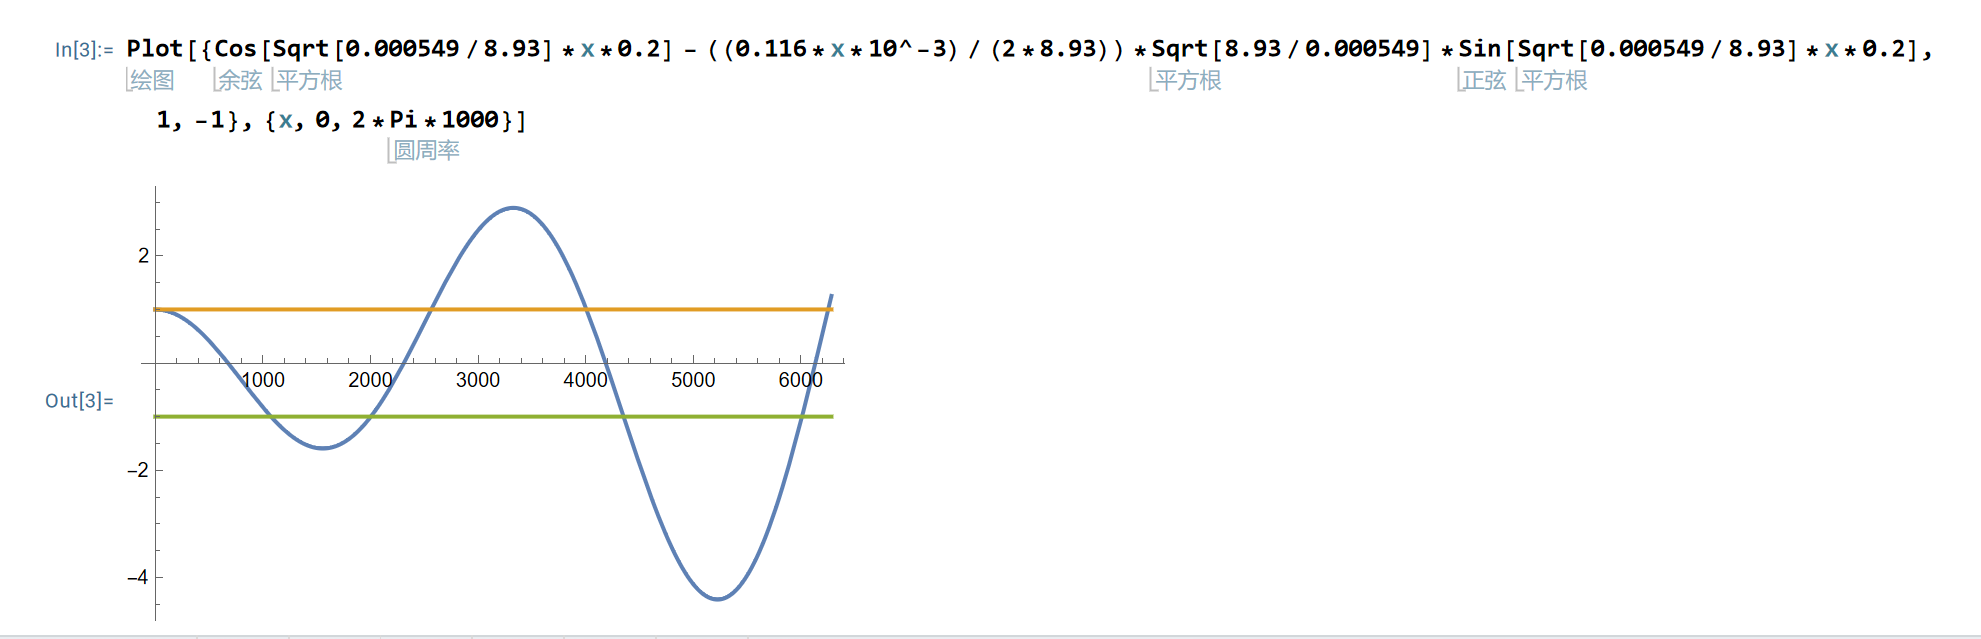 In[3]:= Plot[{Cos[Sqrt[0.000549/8.93]*x*0.2] - ((0.116*x*10^-3)/(2*8.93))*Sqrt[8.93/0.000549]*Sin[Sqrt[0.000549/8.93]*x*0.2],
绘图 余弦 平方根 平方根 正弦 平方根
1, -1}, {x, 0, 2*Pi*1000}]
圆周率
2
1000 2000 3000 4000 5000 6000
Out[3]=
-2
-4